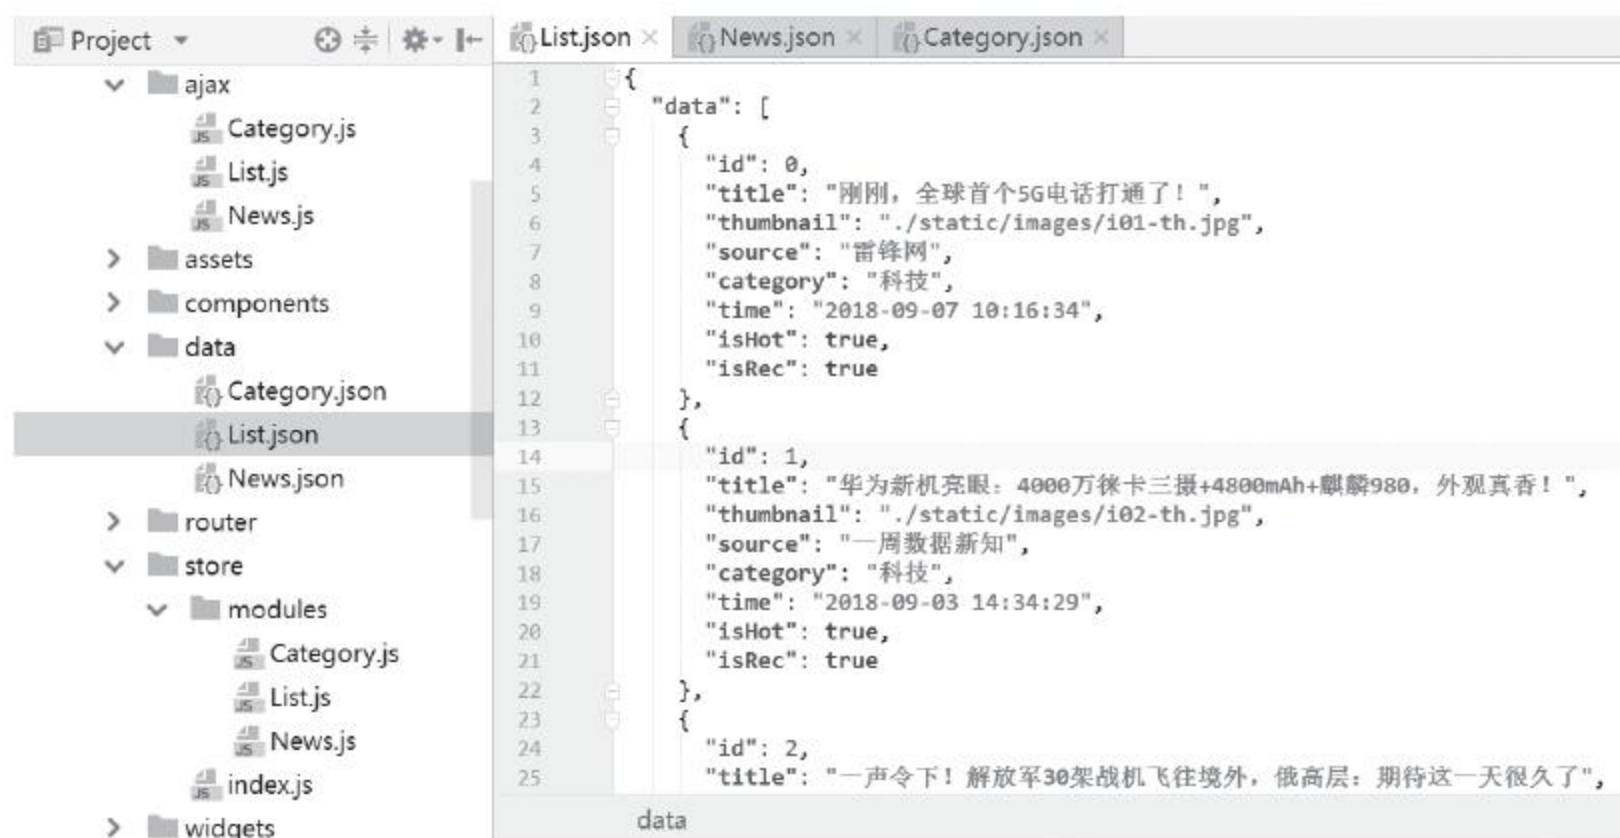 Project
ajax
Category.js
List.js
News.js
assets
components
data
Category.json
List.json
News.json
router
store
modules
Category.js
List.js
News.js
index.js
widgets
List.json × News.json × Category.json ×
1 {
2 "data": [
3 {
4 "id": 0,
5 "title": "刚刚，全球首个5G电话打通了！",
6 "thumbnail": "./static/images/i01-th.jpg",
7 "source": "雷锋网",
8 "category": "科技",
9 "time": "2018-09-07 10:16:34",
10 "isHot": true,
11 "isRec": true
12 },
13 {
14 "id": 1,
15 "title": "华为新机亮眼：4000万徕卡三摄+4800mAh+麒麟980，外观真香！",
16 "thumbnail": "./static/images/i02-th.jpg",
17 "source": "一周数据新知",
18 "category": "科技",
19 "time": "2018-09-03 14:34:29",
20 "isHot": true,
21 "isRec": true
22 },
23 {
24 "id": 2,
25 "title": "一声令下！解放军30架战机飞往境外，俄高层：期待这一天很久了",
data